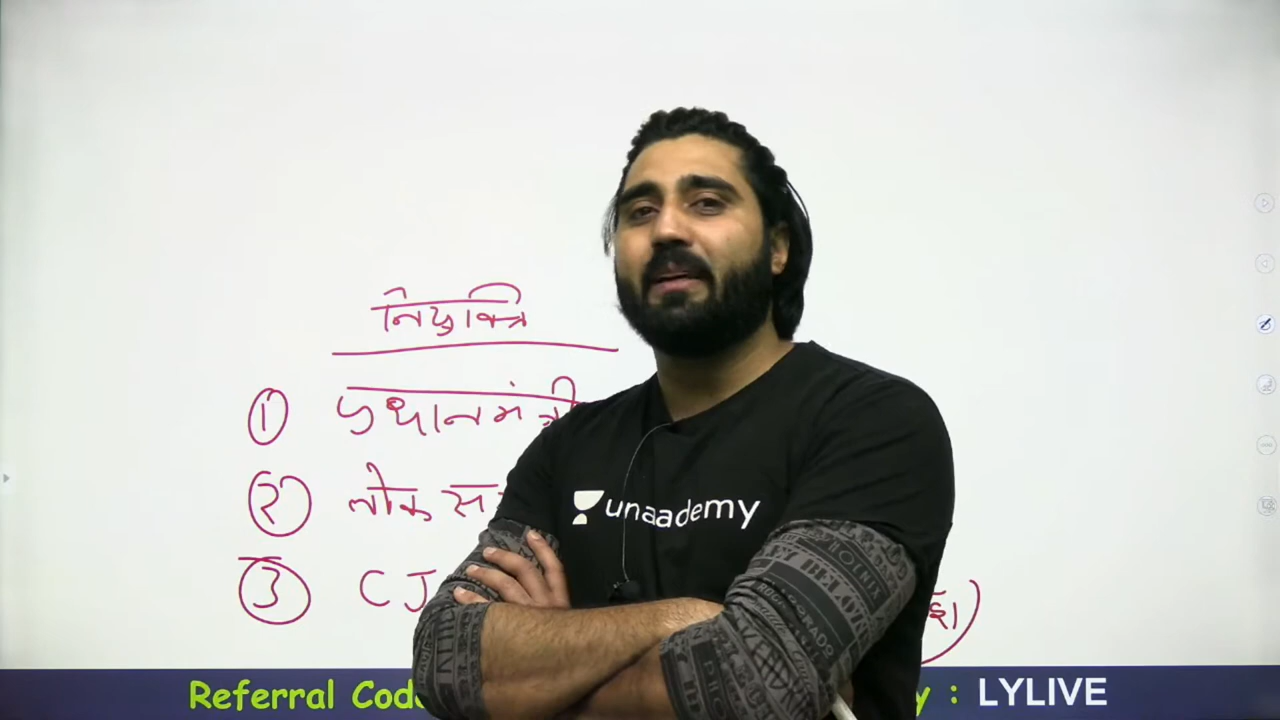 नियुक्ति
① प्रधानमंत्री
② लोक स
③ CJ
unacademy
Referral Cod y : LYLIVE